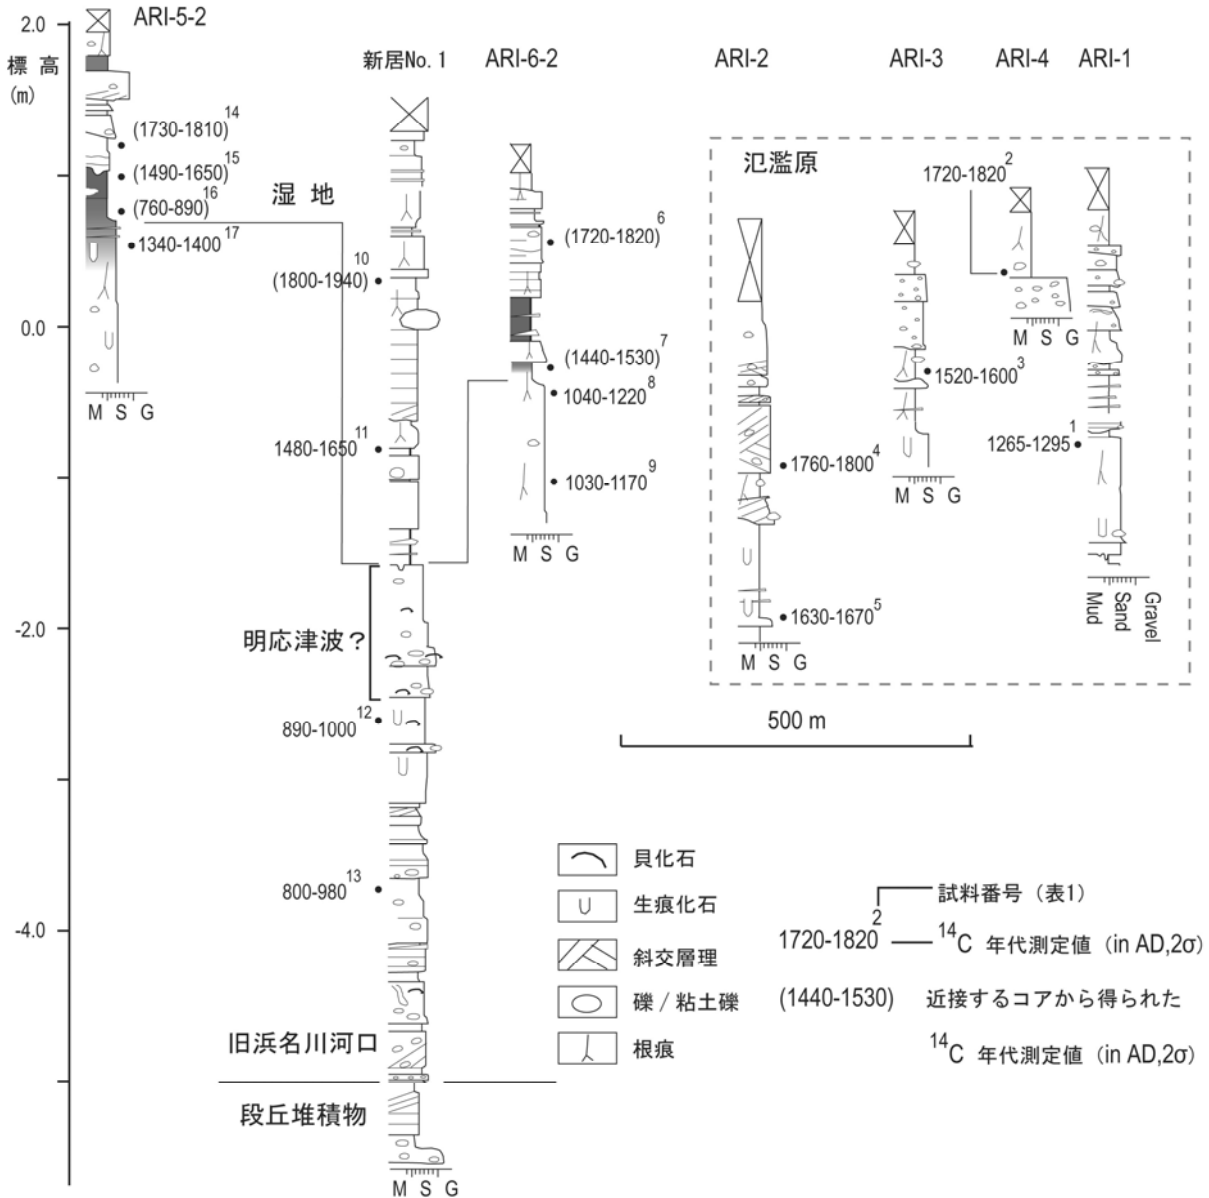 2.0
標 高
(m)
0.0
-2.0
-4.0
ARI-5-2
新居No. 1
ARI-6-2
ARI-2
ARI-3
ARI-4
ARI-1
(1730-1810)14
(1490-1650)15
(760-890)16
1340-1400 17
M S G
湿 地
(1800-1940)10
1480-1650 11
明応津波？
890-1000 12
800-980 13
旧浜名川河口
段丘堆積物
M S G
(1720-1820)6
(1440-1530)7
1040-1220 8
1030-1170 9
M S G
氾濫原
1760-1800 4
1630-1670 5
M S G
1520-1600 3
M S G
1720-1820 2
M S G
1265-1295 1
Mud
Sand
Gravel
500 m
貝化石
生痕化石
斜交層理
礫 / 粘土礫
根痕
試料番号（表1）
1720-1820 2
14C 年代測定値（in AD,2σ）
(1440-1530) 近接するコアから得られた
14C 年代測定値（in AD,2σ）